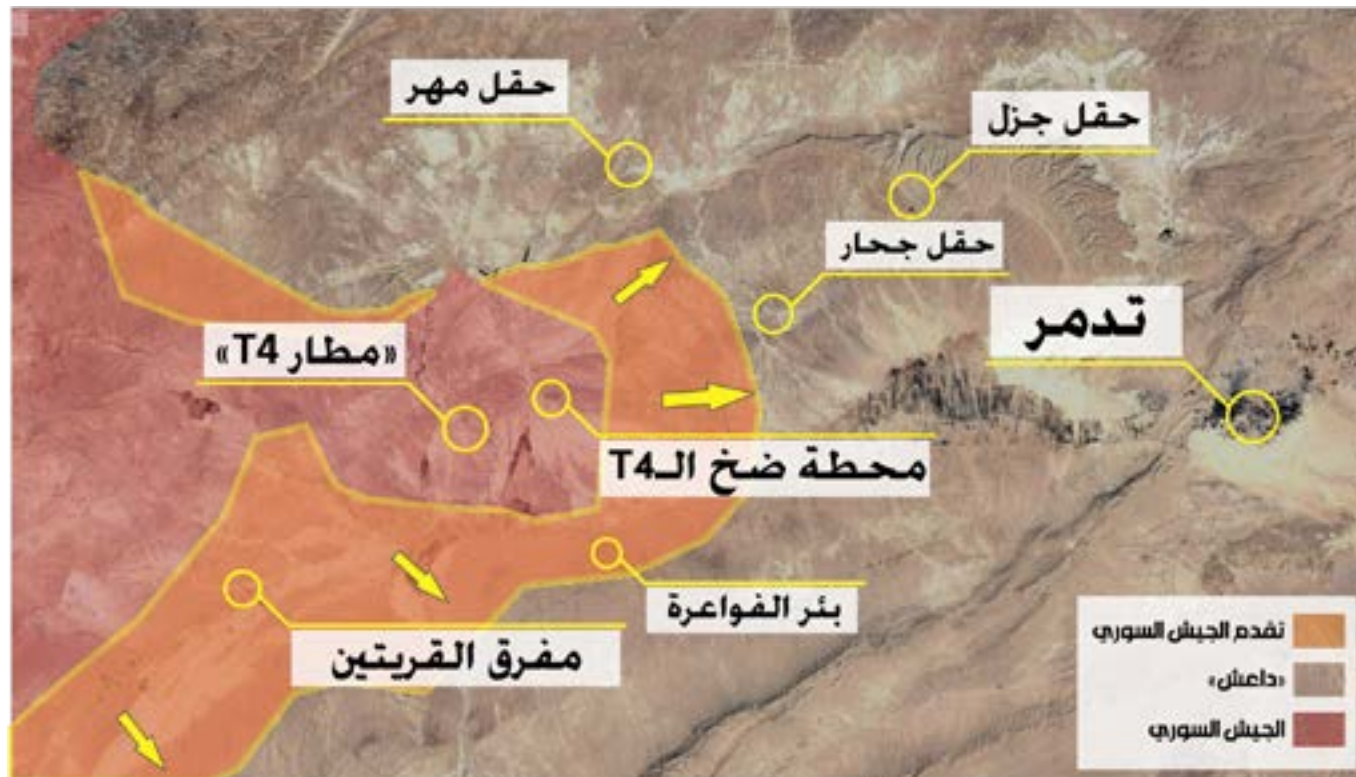 حقل مهر
حقل جزل
حقل جحار
تدمر
«مطار T4»
محطة ضخ الـT4
بئر الفواعرة
مفرق القريتين
تقدم الجيش السوري
«داعش»
الجيش السوري